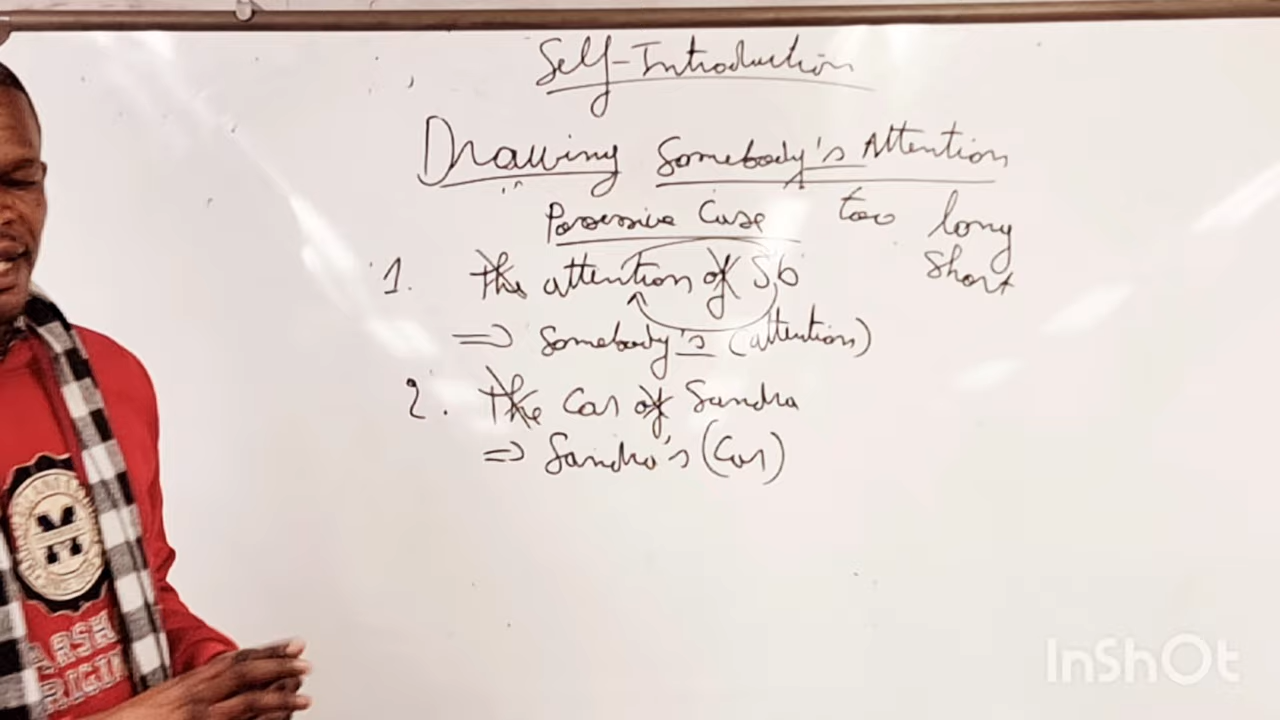 Self-Introduction
Drawing Somebody's Attention
Possessive Case too long
short
1. The attention of Sb
=> Somebody's (attention)
2. The Car of Sandra
=> Sandra's (Car)
InShOt